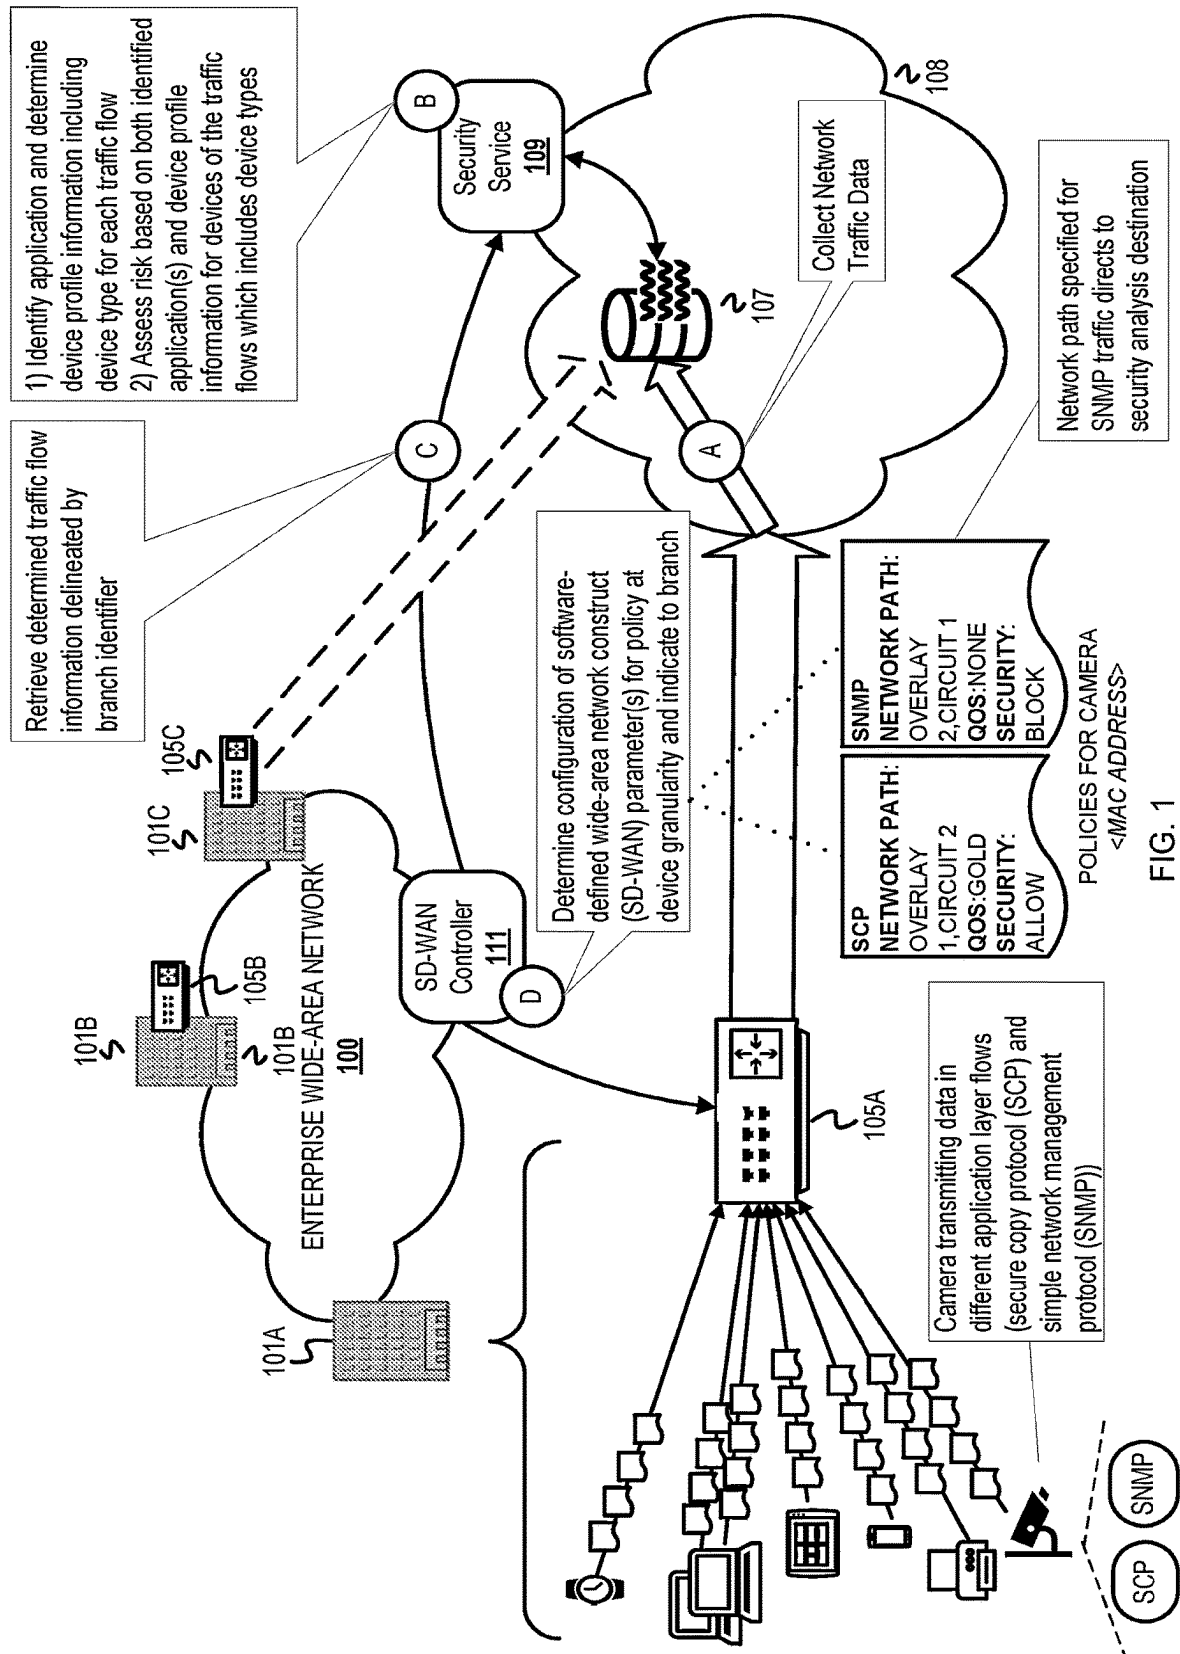 Retrieve determined traffic flow
information delineated by
branch identifier
1) Identify application and determine
device profile information including
device type for each traffic flow
2) Assess risk based on both identified
application(s) and device profile
information for devices of the traffic
flows which includes device types
101A
101B
101B
105B
101C
105C
ENTERPRISE WIDE-AREA NETWORK
100
C
B
Security
Service
109
SD-WAN
Controller
111
D
Determine configuration of software-
defined wide-area network construct
(SD-WAN) parameter(s) for policy at
device granularity and indicate to branch
107
A
Collect Network
Traffic Data
108
105A
Camera transmitting data in
different application layer flows
(secure copy protocol (SCP) and
simple network management
protocol (SNMP))
SCP
NETWORK PATH:
OVERLAY
1,CIRCUIT 2
QOS:GOLD
SECURITY:
ALLOW
SNMP
NETWORK PATH:
OVERLAY
2,CIRCUIT 1
QOS:NONE
SECURITY:
BLOCK
Network path specified for
SNMP traffic directs to
security analysis destination
POLICIES FOR CAMERA
<MAC ADDRESS>
SCP
SNMP
FIG. 1